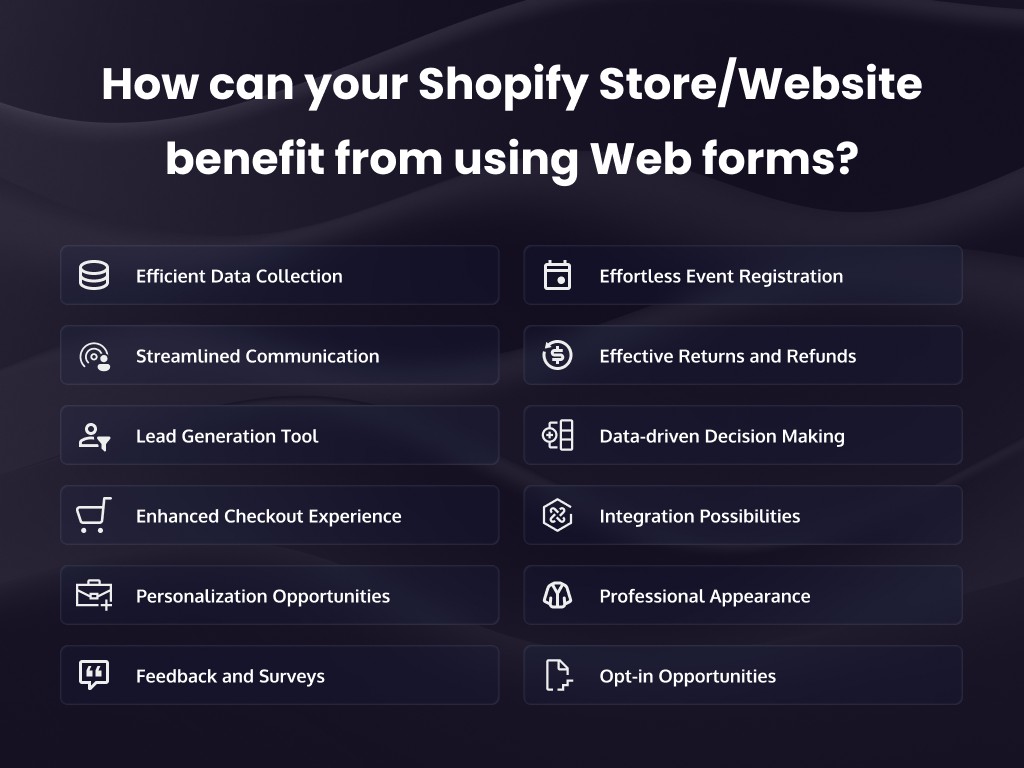 How can your Shopify Store/Website
benefit from using Web forms?
Efficient Data Collection
Effortless Event Registration
Streamlined Communication
Effective Returns and Refunds
Lead Generation Tool
Data-driven Decision Making
Enhanced Checkout Experience
Integration Possibilities
Personalization Opportunities
Professional Appearance
Feedback and Surveys
Opt-in Opportunities